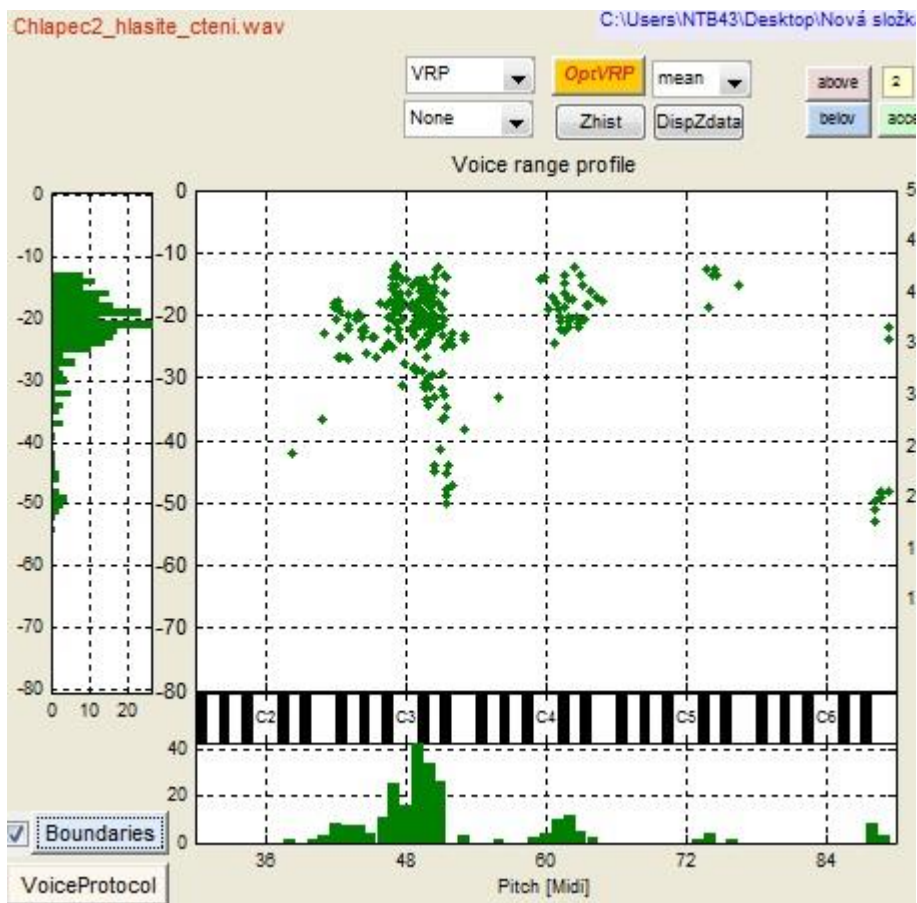 Chlapec2_hlasite_cteni.wav
C:\Users\NTB43\Desktop\Nová složk
VRP
OptVRP
mean
above
2
None
Zhist
DispZdata
belov
acce
Voice range profile
0
-10
-20
-30
-40
-50
-60
-70
-80
0 10 20
0
-10
-20
-30
-40
-50
-60
-70
-80
C2 C3 C4 C5 C6
40
20
0
36 48 60 72 84
Pitch [Midi]
Boundaries
VoiceProtocol